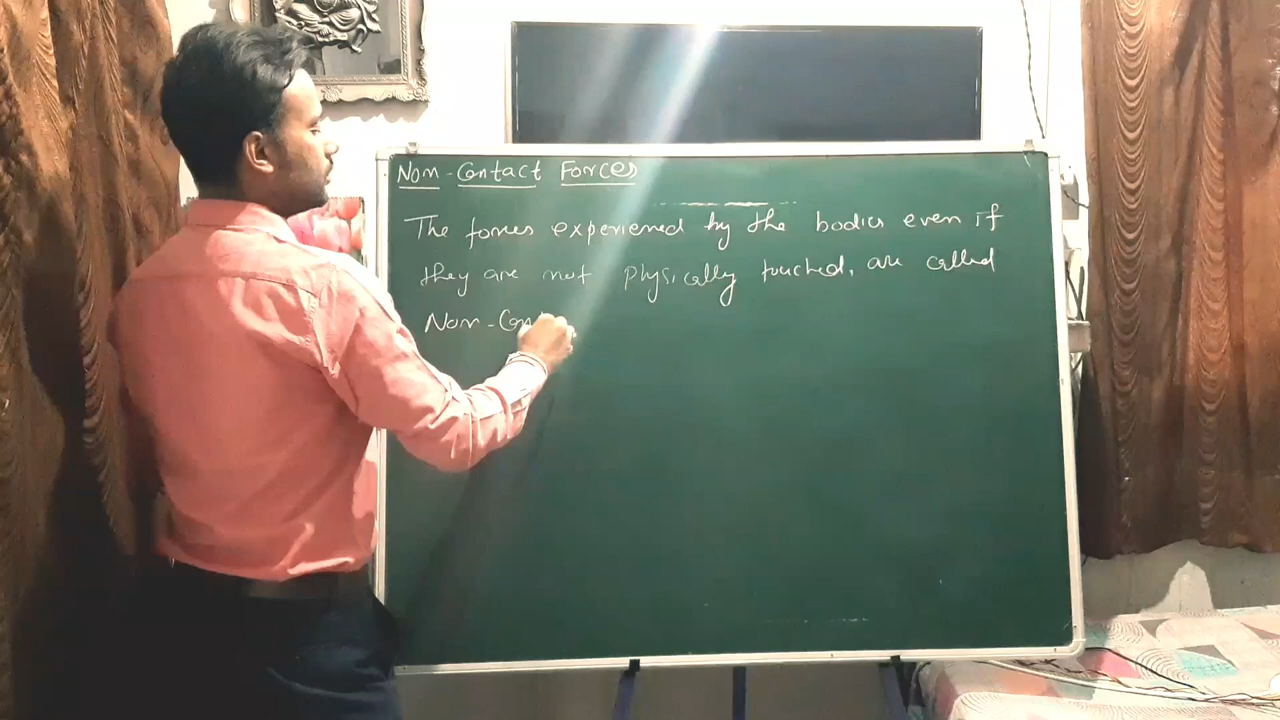 Non-Contact Forces
The forces experienced by the bodies even if
they are not physically touched, are called
Non-Con